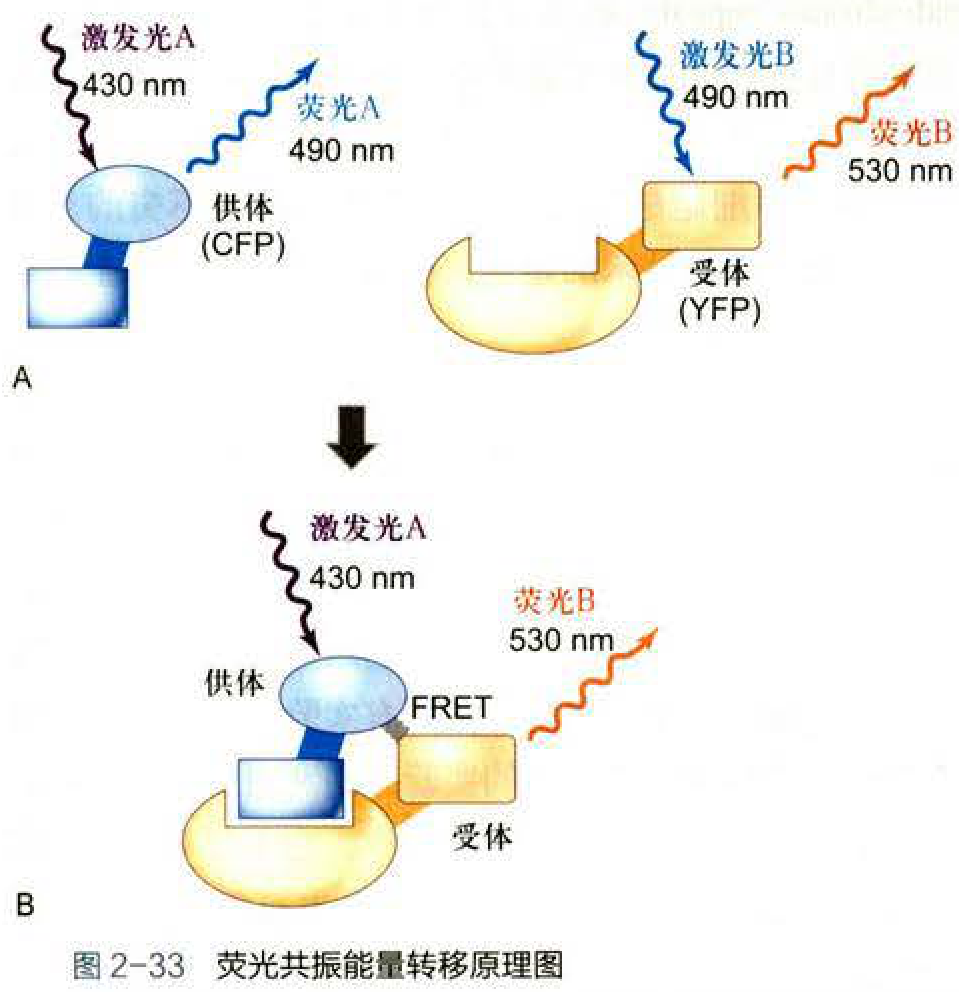 激发光A
430 nm
荧光A
490 nm
供体
(CFP)
激发光B
490 nm
荧光B
530 nm
受体
(YFP)
A
激发光A
430 nm
荧光B
530 nm
供体
FRET
受体
B
图 2-33 荧光共振能量转移原理图